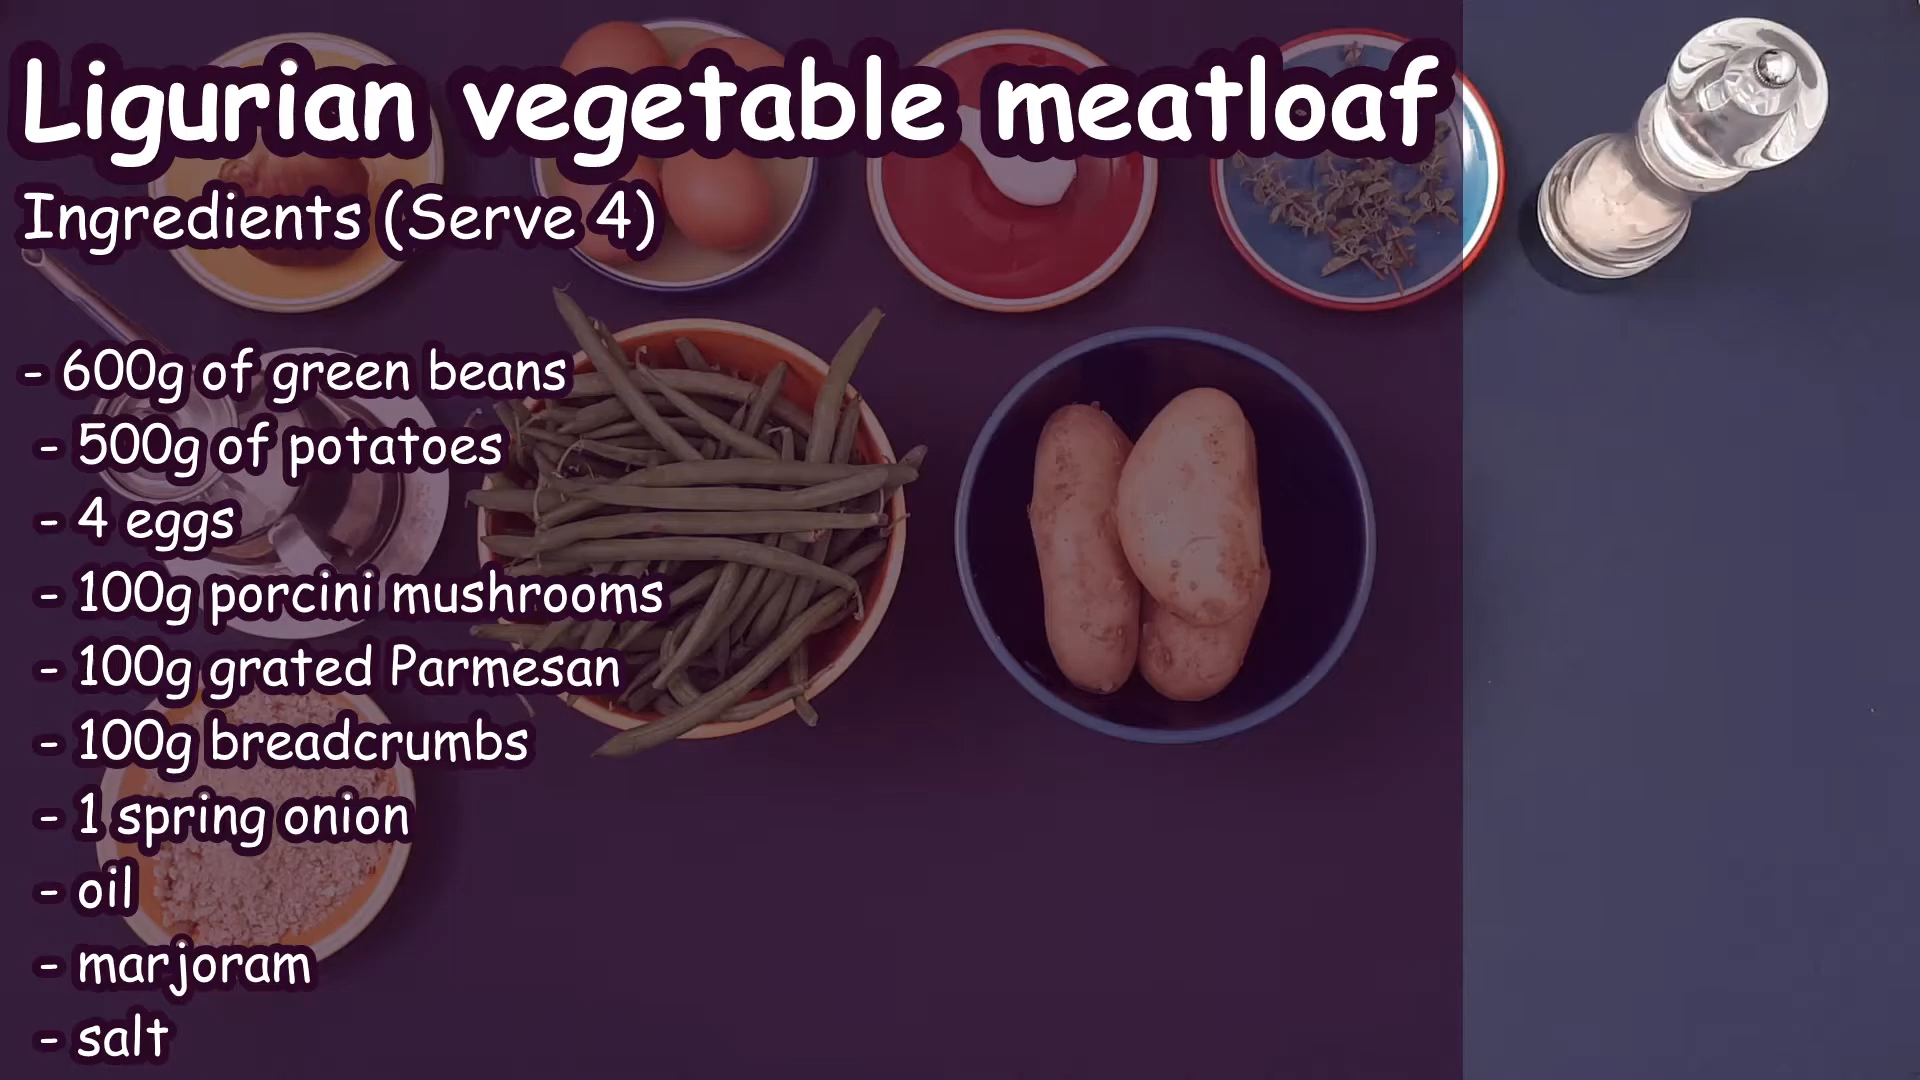 Ligurian vegetable meatloaf
Ingredients (Serve 4)
- 600g of green beans
- 500g of potatoes
- 4 eggs
- 100g porcini mushrooms
- 100g grated Parmesan
- 100g breadcrumbs
- 1 spring onion
- oil
- marjoram
- salt